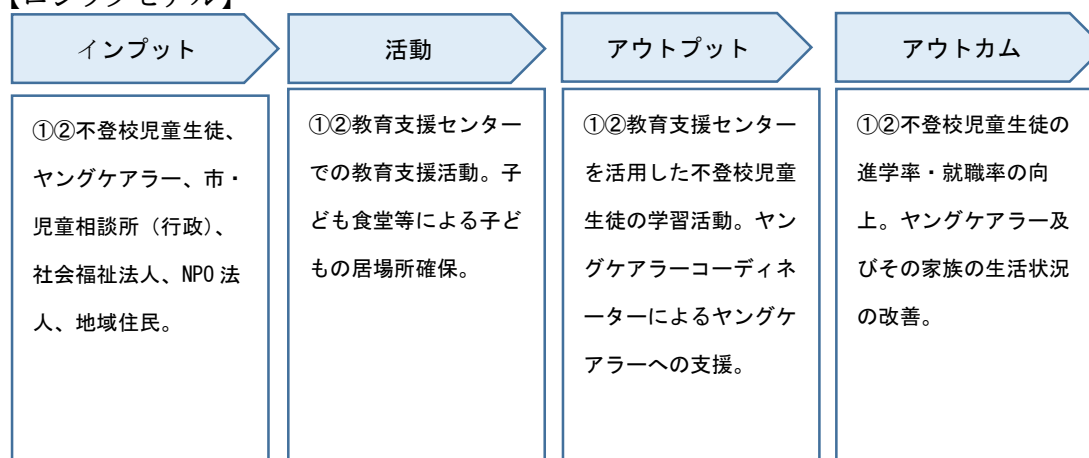 【ロジックモデル】
インプット
活動
アウトプット
アウトカム
①②不登校児童生徒、
ヤングケアラー、市・
児童相談所（行政）、
社会福祉法人、NPO 法
人、地域住民。
①②教育支援センター
での教育支援活動。子
ども食堂等による子ど
もの居場所確保。
①②教育支援センター
を活用した不登校児童
生徒の学習活動。ヤン
グケアラーコーディネ
ーターによるヤングケ
アラーへの支援。
①②不登校児童生徒の
進学率・就職率の向
上。ヤングケアラー及
びその家族の生活状況
の改善。